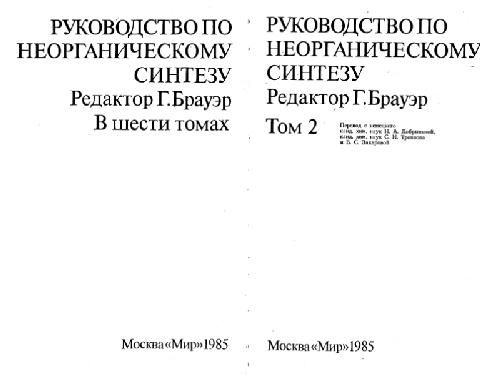 РУКОВОДСТВО ПО
НЕОРГАНИЧЕСКОМУ
СИНТЕЗУ
Редактор Г.Брауэр
В шести томах
Москва«Мир»1985
РУКОВОДСТВО ПО
НЕОРГАНИЧЕСКОМУ
СИНТЕЗУ
Редактор Г.Брауэр
Том 2
Перевод с немецкого
канд. хим. наук Н. А. Добрыниной,
канд. хим. наук С. И. Троянова
и
Москва«Мир»1985